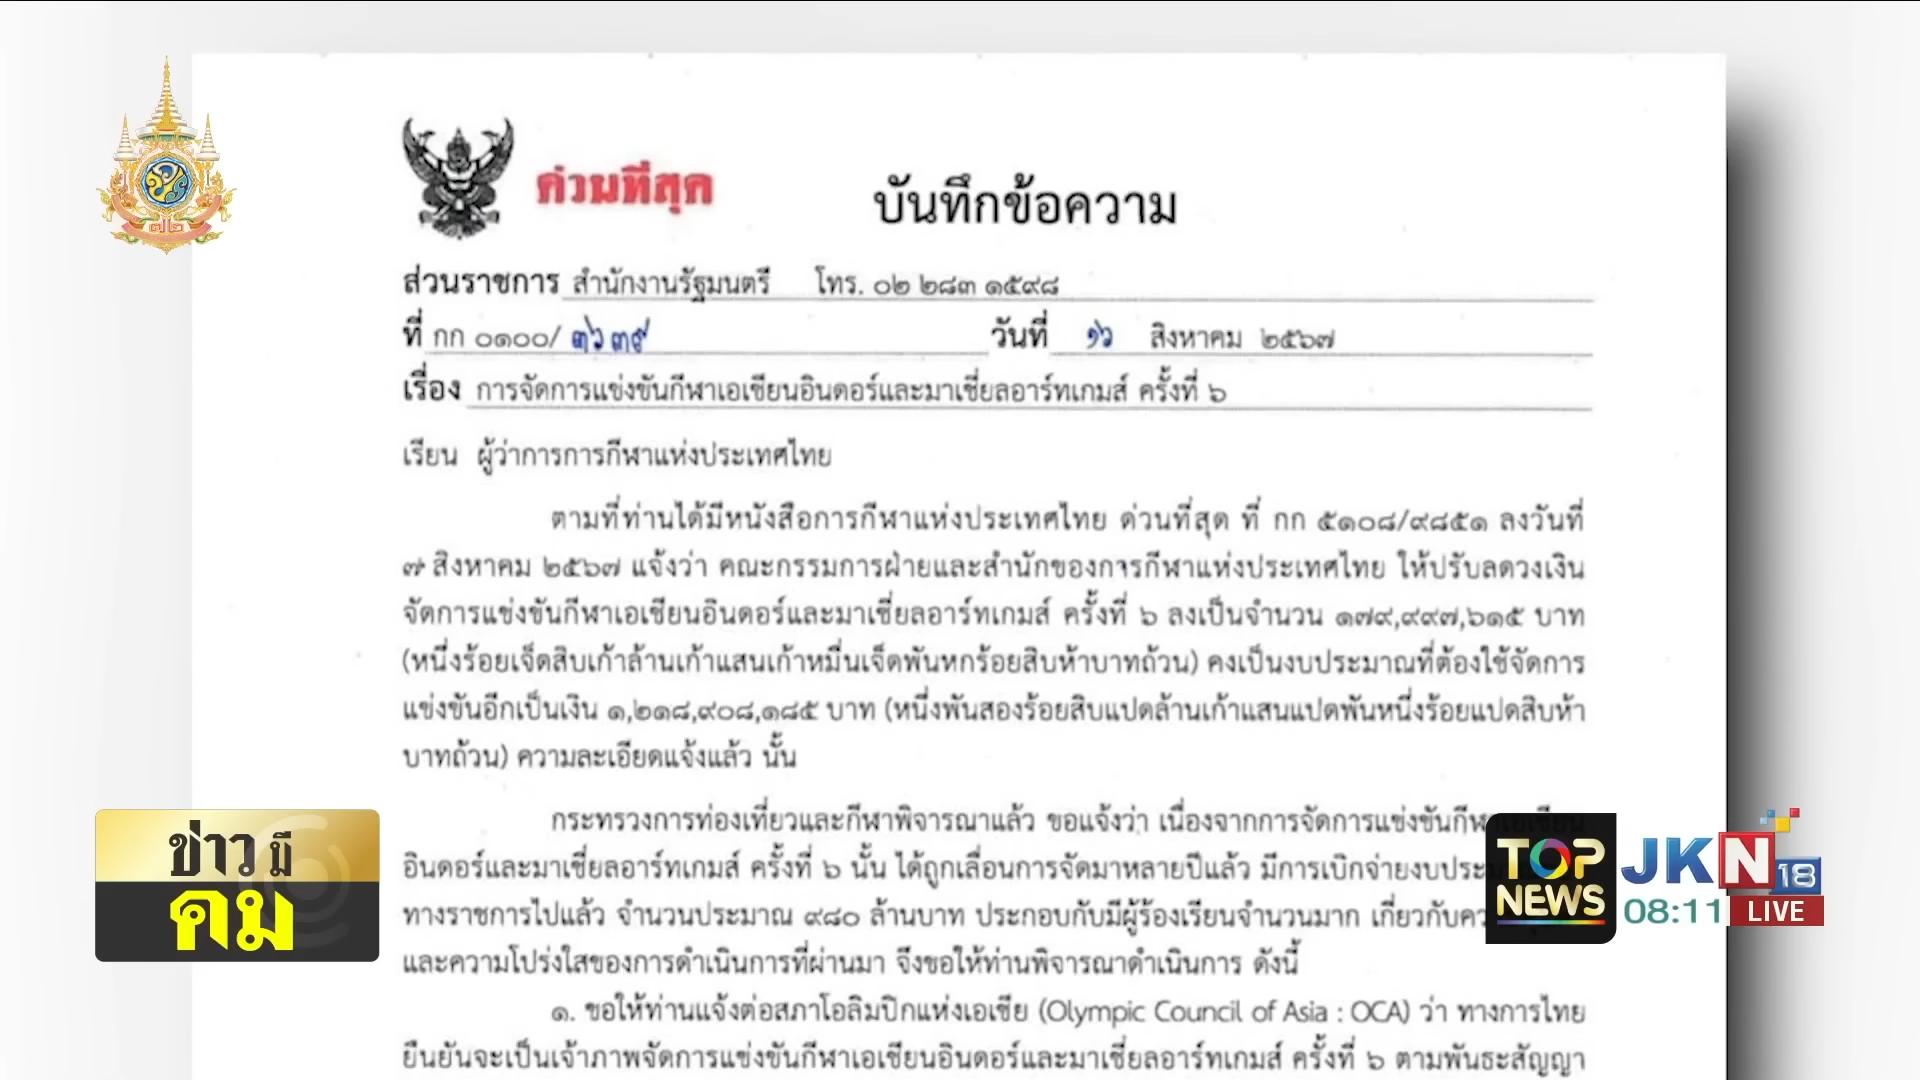 ด่วนที่สุด
บันทึกข้อความ
ส่วนราชการ สำนักงานรัฐมนตรี โทร. ๐๒ ๒๘๓ ๑๕๙๘
ที่ กก ๐๑๐๐/ ๓๖๓๙ วันที่ ๑๖ สิงหาคม ๒๕๖๗
เรื่อง การจัดการแข่งขันกีฬาเอเชียนอินดอร์และมาเชี่ยลอาร์ทเกมส์ ครั้งที่ ๖
เรียน ผู้ว่าการการกีฬาแห่งประเทศไทย
ตามที่ท่านได้มีหนังสือการกีฬาแห่งประเทศไทย ด่วนที่สุด ที่ กก ๕๑๐๘/๙๘๕๑ ลงวันที่
๗ สิงหาคม ๒๕๖๗ แจ้งว่า คณะกรรมการฝ่ายและสำนักของการกีฬาแห่งประเทศไทย ให้ปรับลดวงเงิน
จัดการแข่งขันกีฬาเอเชียนอินดอร์และมาเชี่ยลอาร์ทเกมส์ ครั้งที่ ๖ ลงเป็นจำนวน ๑๗๙,๙๙๗,๖๑๕ บาท
(หนึ่งร้อยเจ็ดสิบเก้าล้านเก้าแสนเก้าหมื่นเจ็ดพันหกร้อยสิบห้าบาทถ้วน) คงเป็นงบประมาณที่ต้องใช้จัดการ
แข่งขันอีกเป็นเงิน ๑,๒๑๘,๙๐๘,๑๘๕ บาท (หนึ่งพันสองร้อยสิบแปดล้านเก้าแสนแปดพันหนึ่งร้อยแปดสิบห้า
บาทถ้วน) ความละเอียดแจ้งแล้ว นั้น
กระทรวงการท่องเที่ยวและกีฬาพิจารณาแล้ว ขอแจ้งว่า เนื่องจากการจัดการแข่งขันกีฬาเอเชียน
อินดอร์และมาเชี่ยลอาร์ทเกมส์ ครั้งที่ ๖ นั้น ได้ถูกเลื่อนการจัดมาหลายปีแล้ว มีการเบิกจ่ายงบประ
ทางราชการไปแล้ว จำนวนประมาณ ๙๘๐ ล้านบาท ประกอบกับมีผู้ร้องเรียนจำนวนมาก เกี่ยวกับคว
และความโปร่งใสของการดำเนินการที่ผ่านมา จึงขอให้ท่านพิจารณาดำเนินการ ดังนี้
๑. ขอให้ท่านแจ้งต่อสภาโอลิมปิกแห่งเอเชีย (Olympic Council of Asia : OCA) ว่า ทางการไทย
ยืนยันจะเป็นเจ้าภาพจัดการแข่งขันกีฬาเอเชียนอินดอร์และมาเชี่ยลอาร์ทเกมส์ ครั้งที่ ๖ ตามพันธะสัญญา
ข่าวมี
คม
TOP
NEWS
JKN18
08:11 LIVE